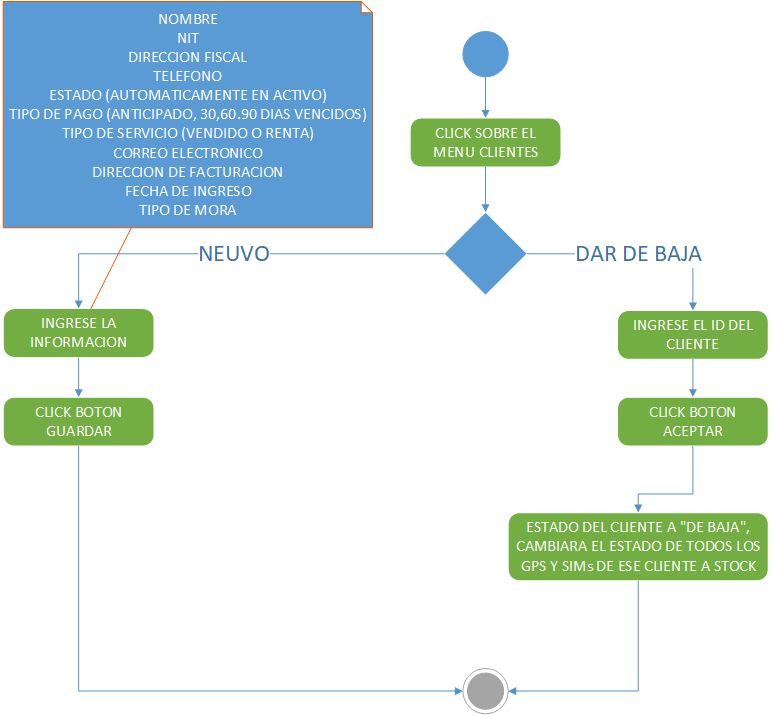 NOMBRE
NIT
DIRECCION FISCAL
TELEFONO
ESTADO (AUTOMATICAMENTE EN ACTIVO)
TIPO DE PAGO (ANTICIPADO, 30,60.90 DIAS VENCIDOS)
TIPO DE SERVICIO (VENDIDO O RENTA)
CORREO ELECTRONICO
DIRECCION DE FACTURACION
FECHA DE INGRESO
TIPO DE MORA
CLICK SOBRE EL
MENU CLIENTES
NEUVO
DAR DE BAJA
INGRESE LA
INFORMACION
CLICK BOTON
GUARDAR
INGRESE EL ID DEL
CLIENTE
CLICK BOTON
ACEPTAR
ESTADO DEL CLIENTE A "DE BAJA",
CAMBIARA EL ESTADO DE TODOS LOS
GPS Y SIMs DE ESE CLIENTE A STOCK